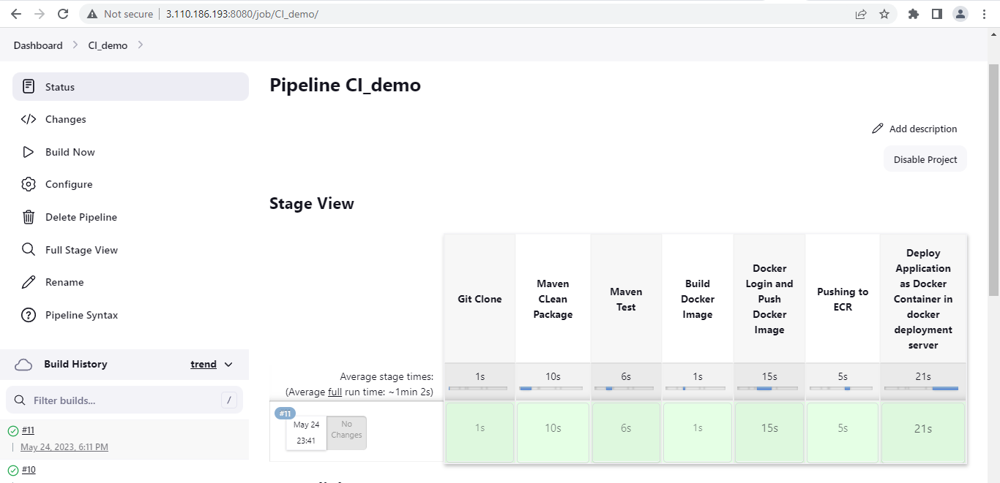 Not secure
3.110.186.193:8080/job/CI_demo/
Dashboard
CI_demo
Status
Changes
Build Now
Configure
Delete Pipeline
Full Stage View
Rename
Pipeline Syntax
Build History
trend
Filter builds...
/
#11
May 24, 2023, 6:11 PM
#10
Pipeline CI_demo
Add description
Disable Project
Stage View
Git Clone
Maven
CLean
Package
Maven
Test
Build
Docker
Image
Docker
Login and
Push
Docker
Image
Pushing to
ECR
Deploy
Application
as Docker
Container in
docker
deployment
server
Average stage times:
(Average full run time: ~1min 2s)
1s
10s
6s
1s
15s
5s
21s
#11
May 24
23:41
No
Changes
1s
10s
6s
1s
15s
5s
21s